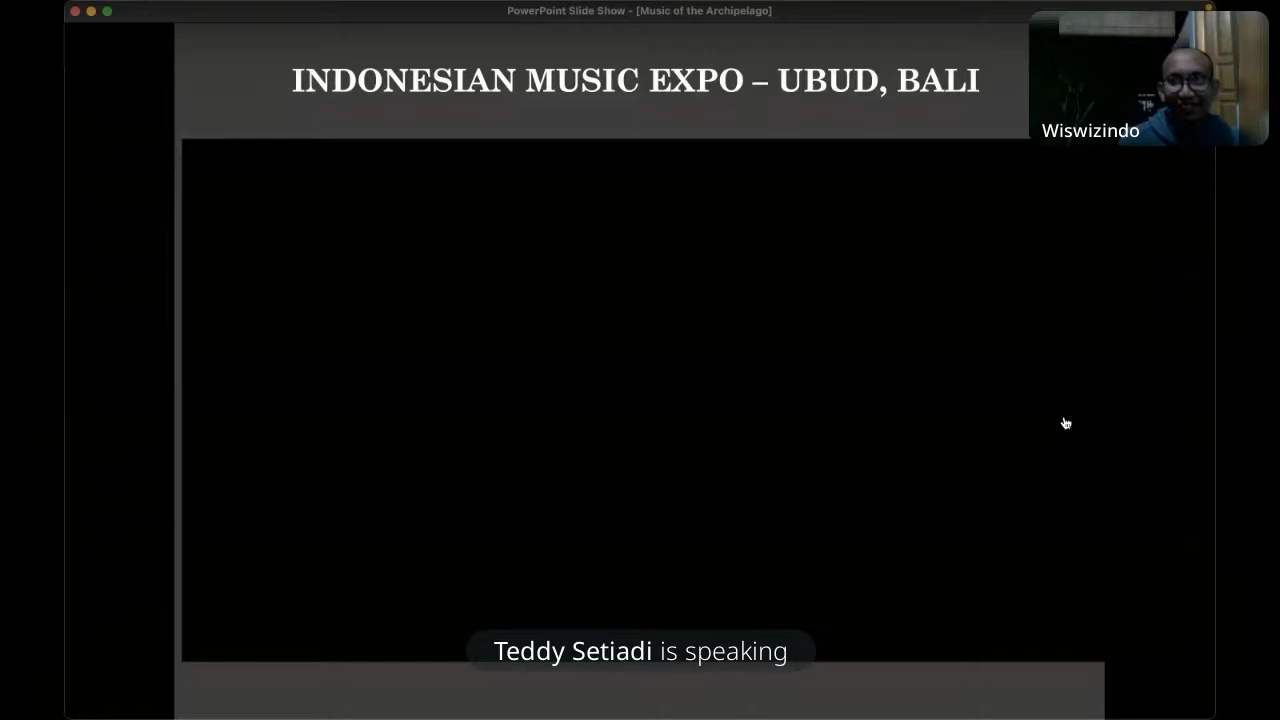 PowerPoint Slide Show - [Music of the Archipelago]
INDONESIAN MUSIC EXPO – UBUD, BALI
Wiswizindo
Teddy Setiadi is speaking